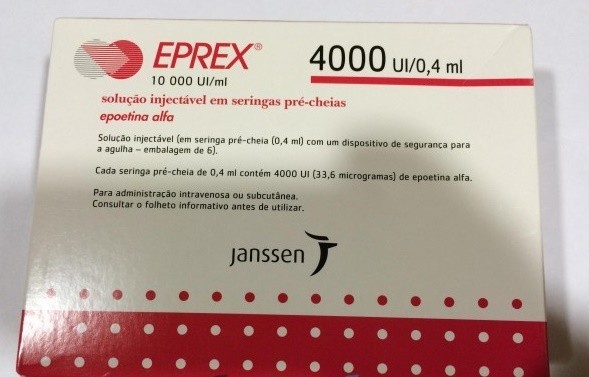 EPREX® 4000 UI/0,4 ml
10 000 UI/ml
solução injectável em seringas pré-cheias
epoetina alfa
Solução injectável (em seringa pré-cheia (0,4 ml) com um dispositivo de segurança para
a agulha – embalagem de 6).
Cada seringa pré-cheia de 0,4 ml contém 4000 UI (33,6 microgramas) de epoetina alfa.
Para administração intravenosa ou subcutânea.
Consultar o folheto informativo antes de utilizar.
janssen